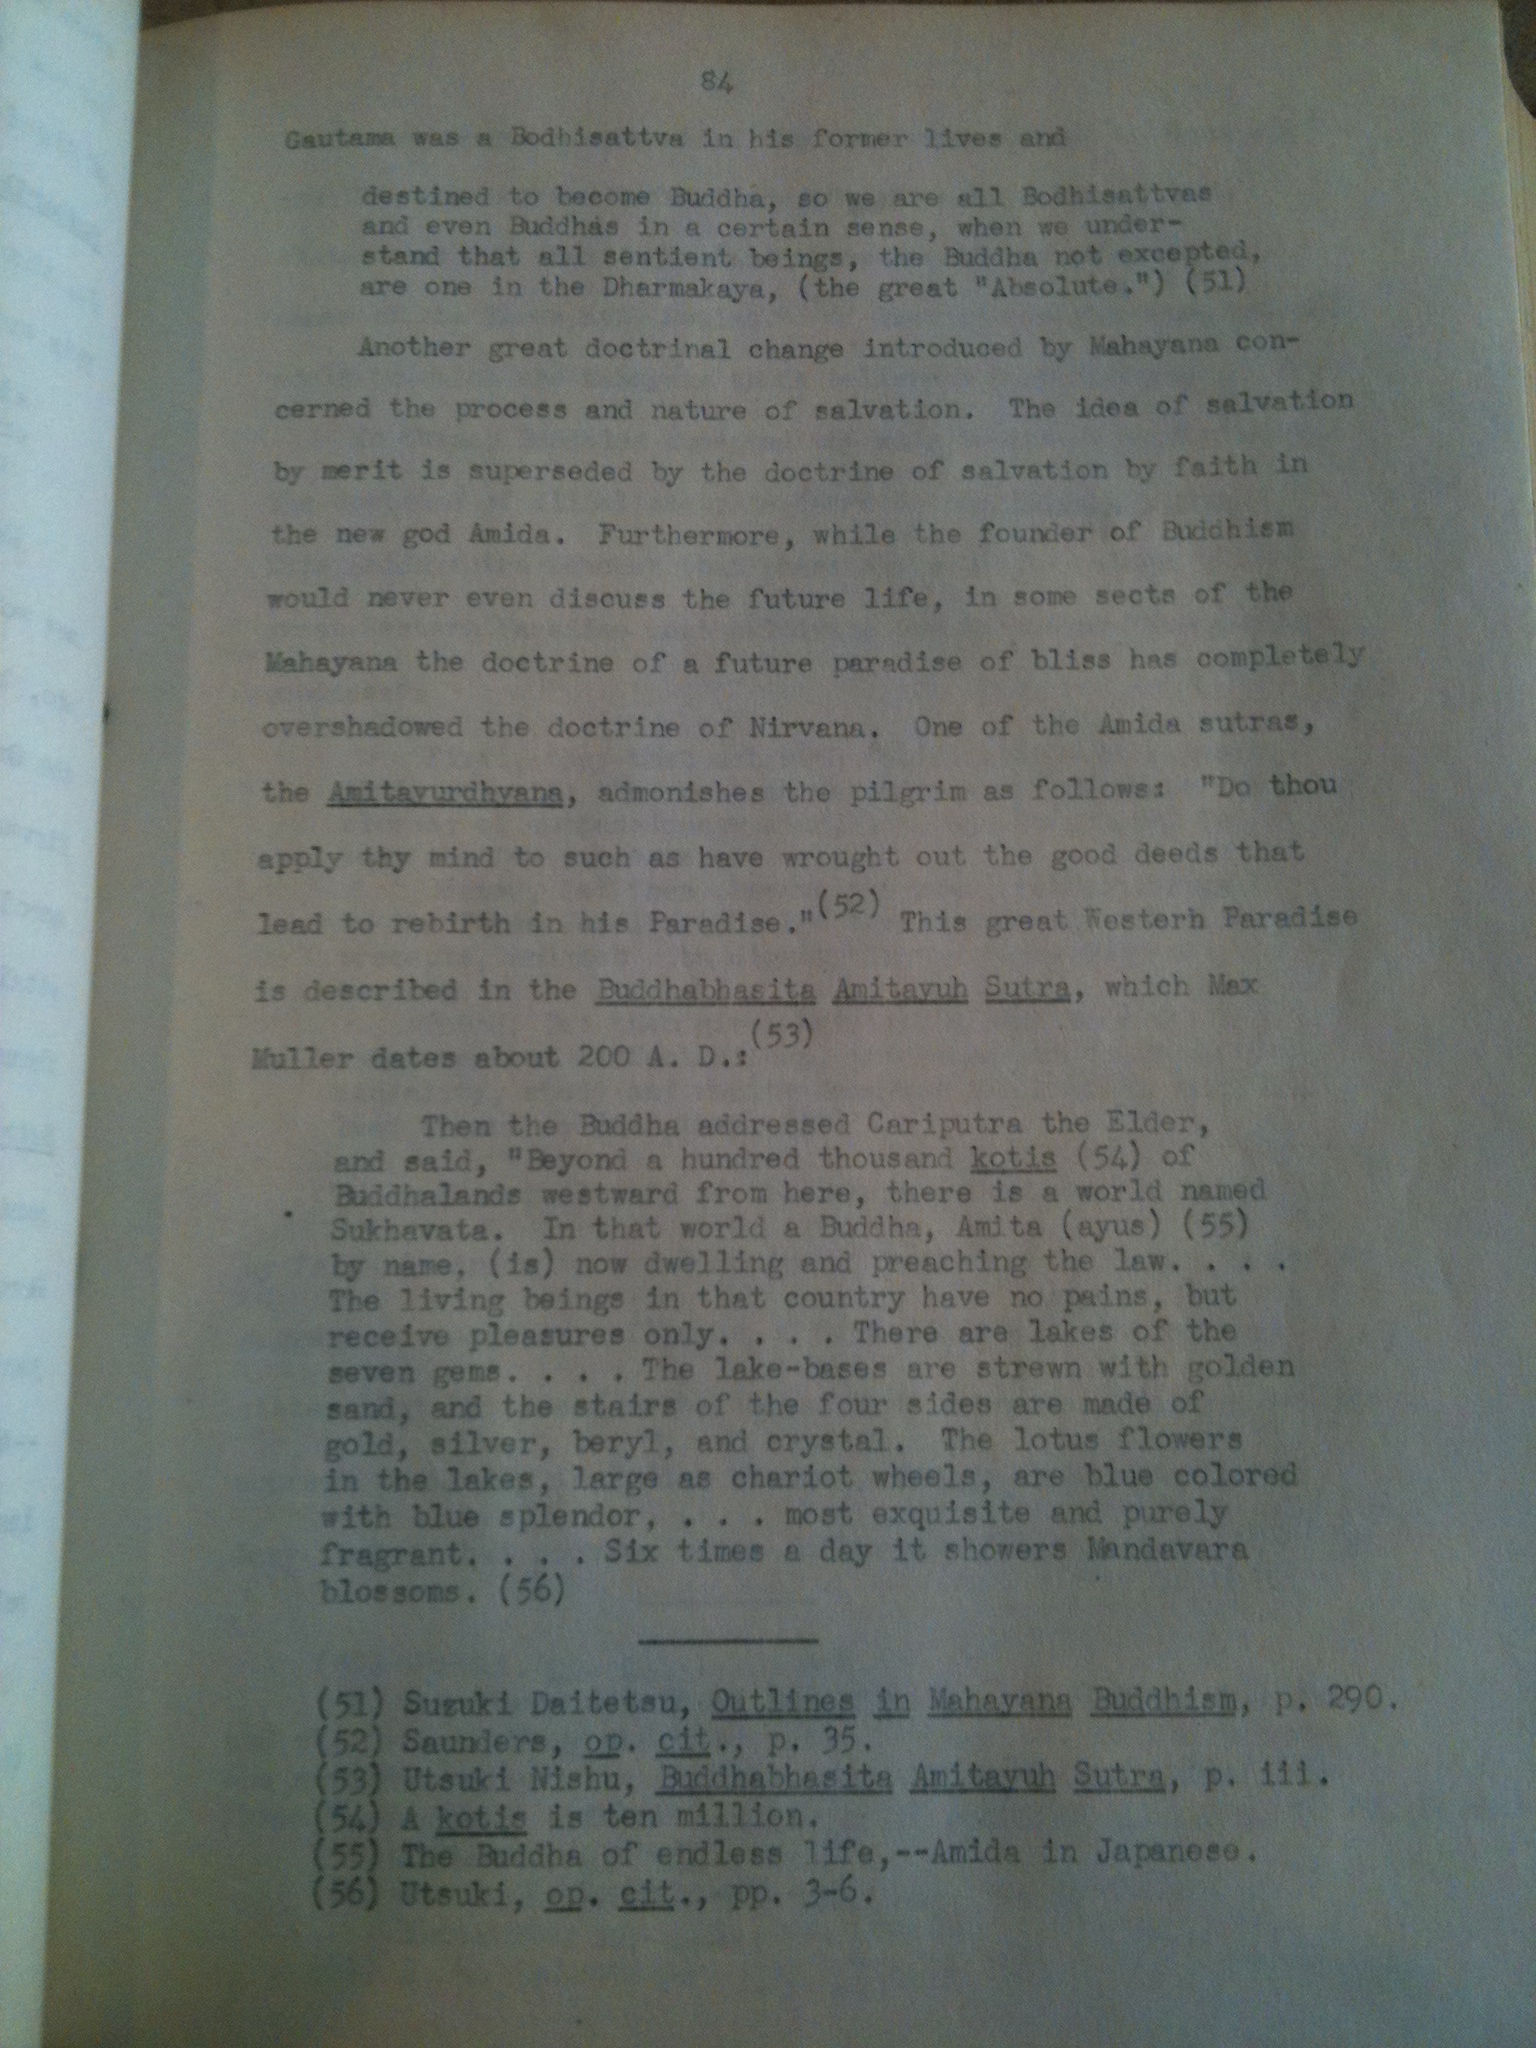 84
Gautama was a Bodhisattva in his former lives and
destined to become Buddha, so we are all Bodhisattvas
and even Buddhas in a certain sense, when we under-
stand that all sentient beings, the Buddha not excepted,
are one in the Dharmakaya, (the great "Absolute.") (51)
Another great doctrinal change introduced by Mahayana con-
cerned the process and nature of salvation. The idea of salvation
by merit is superseded by the doctrine of salvation by faith in
the new god Amida. Furthermore, while the founder of Buddhism
would never even discuss the future life, in some sects of the
Mahayana the doctrine of a future paradise of bliss has completely
overshadowed the doctrine of Nirvana. One of the Amida sutras,
the Amitayurdhyana, admonishes the pilgrim as follows: "Do thou
apply thy mind to such as have wrought out the good deeds that
lead to rebirth in his Paradise."(52) This great Western Paradise
is described in the Buddhabhasita Amitayuh Sutra, which Max
Muller dates about 200 A. D.:(53)
Then the Buddha addressed Cariputra the Elder,
and said, "Beyond a hundred thousand kotis (54) of
Buddhalands westward from here, there is a world named
Sukhavata. In that world a Buddha, Amita (ayus) (55)
by name, (is) now dwelling and preaching the law. . . .
The living beings in that country have no pains, but
receive pleasures only. . . . There are lakes of the
seven gems. . . . The lake-bases are strewn with golden
sand, and the stairs of the four sides are made of
gold, silver, beryl, and crystal. The lotus flowers
in the lakes, large as chariot wheels, are blue colored
with blue splendor, . . . most exquisite and purely
fragrant. . . . Six times a day it showers Mandavara
blossoms. (56)
(51) Suzuki Daitetsu, Outlines in Mahayana Buddhism, p. 290.
(52) Saunders, op. cit., p. 35.
(53) Utsuki Nishu, Buddhabhasita Amitayuh Sutra, p. iii.
(54) A kotis is ten million.
(55) The Buddha of endless life,--Amida in Japanese.
(56) Utsuki, op. cit., pp. 3-6.